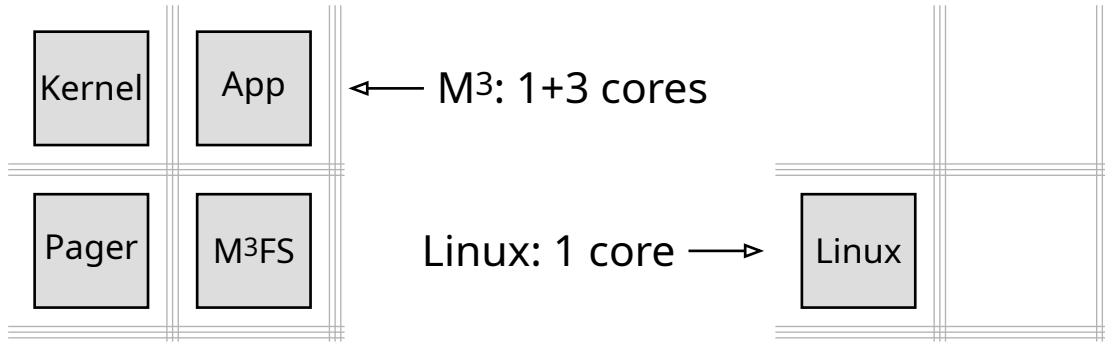 Kernel
App
M³: 1+3 cores
Pager
M³FS
Linux: 1 core
Linux